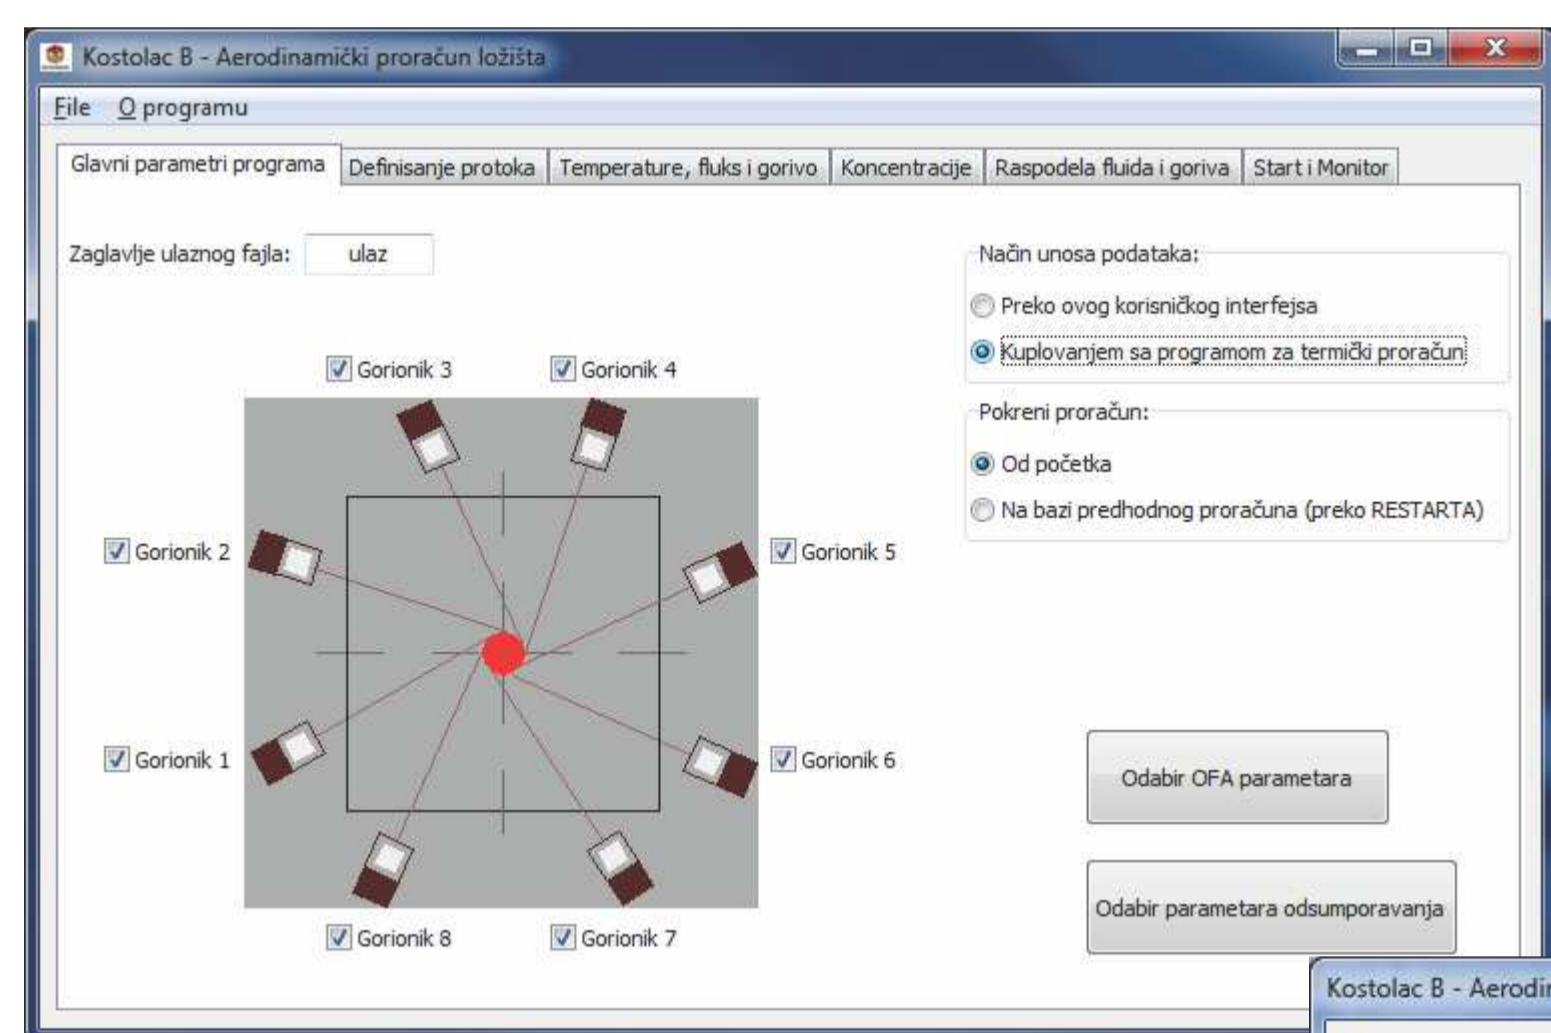 Kostolac B - Aerodinamički proračun ložišta
File O programu
Glavni parametri programa Definisanje protoka Temperature, fluks i gorivo Koncentracije Raspodela fluida i goriva Start i Monitor
Zaglavlje ulaznog fajla: ulaz
Način unosa podataka:
Preko ovog korisničkog interfejsa
Kuplovanjem sa programom za termički proračun
Pokreni proračun:
Od početka
Na bazi predhodnog proračuna (preko RESTARTA)
Gorionik 3 Gorionik 4
Gorionik 2 Gorionik 5
Gorionik 1 Gorionik 6
Gorionik 8 Gorionik 7
Odabir OFA parametara
Odabir parametara odsumporavanja
Kostolac B -